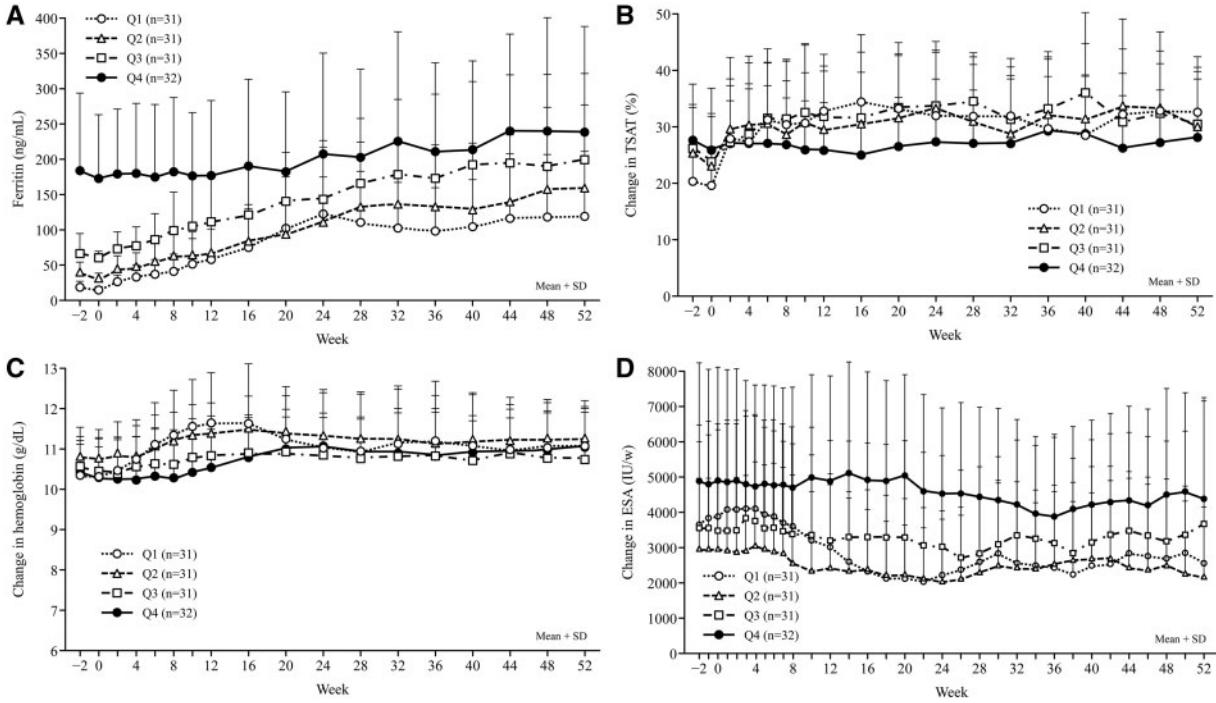 A
Ferritin (ng/mL)
400
350
300
250
200
150
100
50
0
Q1 (n=31)
Q2 (n=31)
Q3 (n=31)
Q4 (n=32)
Mean + SD
−2 0 4 8 12 16 20 24 28 32 36 40 44 48 52
Week
B
Change in TSAT (%)
50
40
30
20
10
0
Q1 (n=31)
Q2 (n=31)
Q3 (n=31)
Q4 (n=32)
Mean + SD
−2 0 4 8 12 16 20 24 28 32 36 40 44 48 52
Week
C
Change in hemoglobin (g/dL)
13
12
11
10
9
8
7
6
Q1 (n=31)
Q2 (n=31)
Q3 (n=31)
Q4 (n=32)
Mean + SD
−2 0 4 8 12 16 20 24 28 32 36 40 44 48 52
Week
D
Change in ESA (IU/w)
8000
7000
6000
5000
4000
3000
2000
1000
0
Q1 (n=31)
Q2 (n=31)
Q3 (n=31)
Q4 (n=32)
Mean + SD
−2 0 4 8 12 16 20 24 28 32 36 40 44 48 52
Week